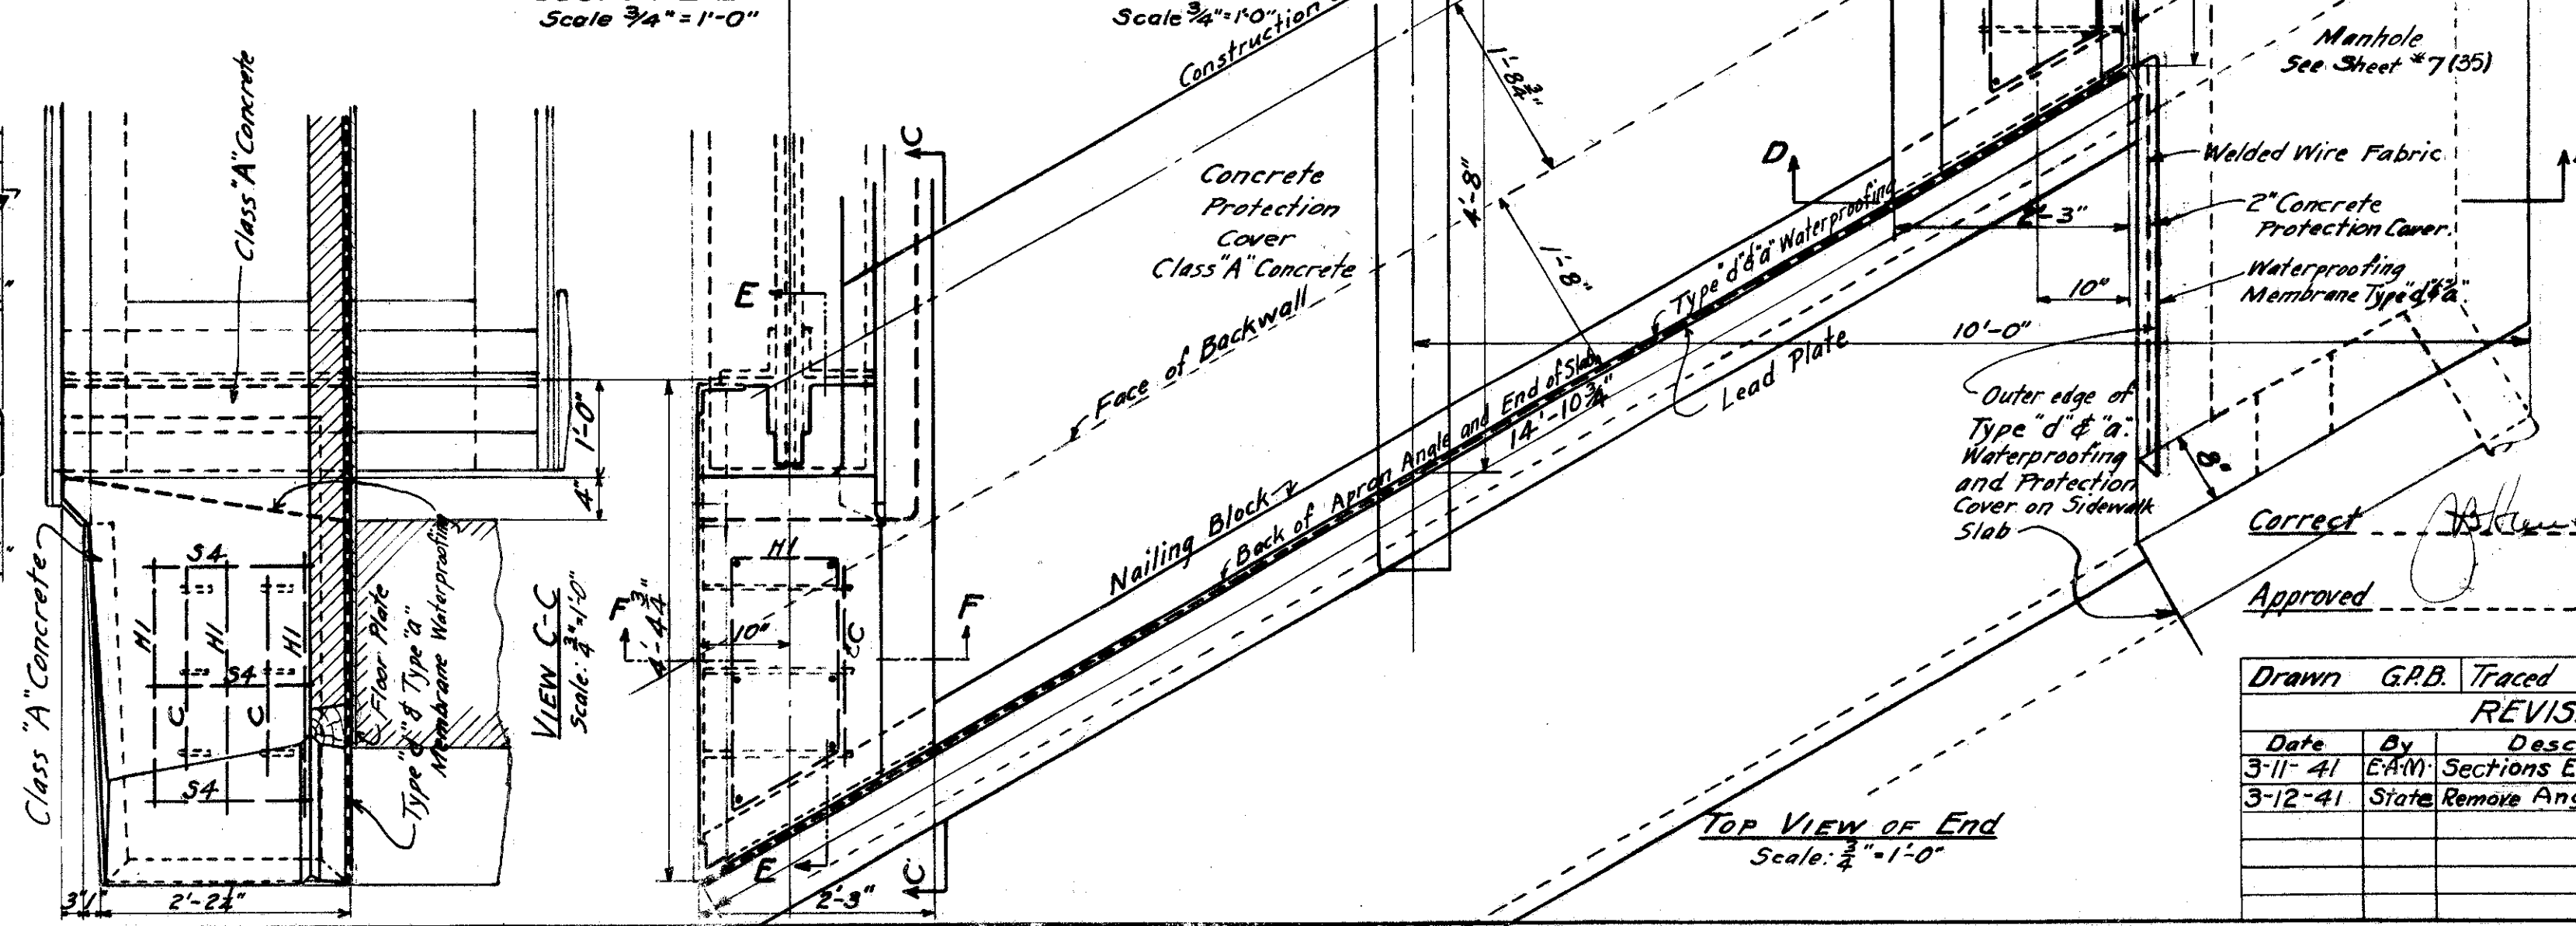 Scale 3/4" = 1'-0"
Scale 3/4" = 1'-0"
Construction
1'-8 3/4"
Manhole
See Sheet #7(35)
Class "A" Concrete
C
Concrete
Protection
Cover
Class "A" Concrete
4'-8"
D
Welded Wire Fabric
2" Concrete
Protection Cover.
2'-3"
Waterproofing
Membrane Type "d" & "a".
10"
10'-0"
1'-8"
Type "d" & "a" Waterproofing
E
Face of Backwall
Lead Plate
Outer edge of
Type "d" & "a".
Waterproofing
and Protection
Cover on Sidewalk
Slab
8"
1'-0"
4"
Nailing Block
Back of Apron Angle and End of Slab
14'-10 3/4"
Class "A" Concrete
S4
H1
H1
H1
S4
C
C
S4
Floor Plate
Type "d" & Type "a"
Membrane Waterproofing
VIEW C-C
Scale: 3/4" = 1'-0"
4'-4 3/4"
F
F
H1
10"
C
E
C
3"
1"
2'-2 1/4"
2'-3"
TOP VIEW OF End
Scale: 3/4" = 1'-0"
Correct
Approved
Drawn G.P.B. Traced
REVIS
Date By Desc
3-11-41 E.A.M. Sections E
3-12-41 State Remove Ang